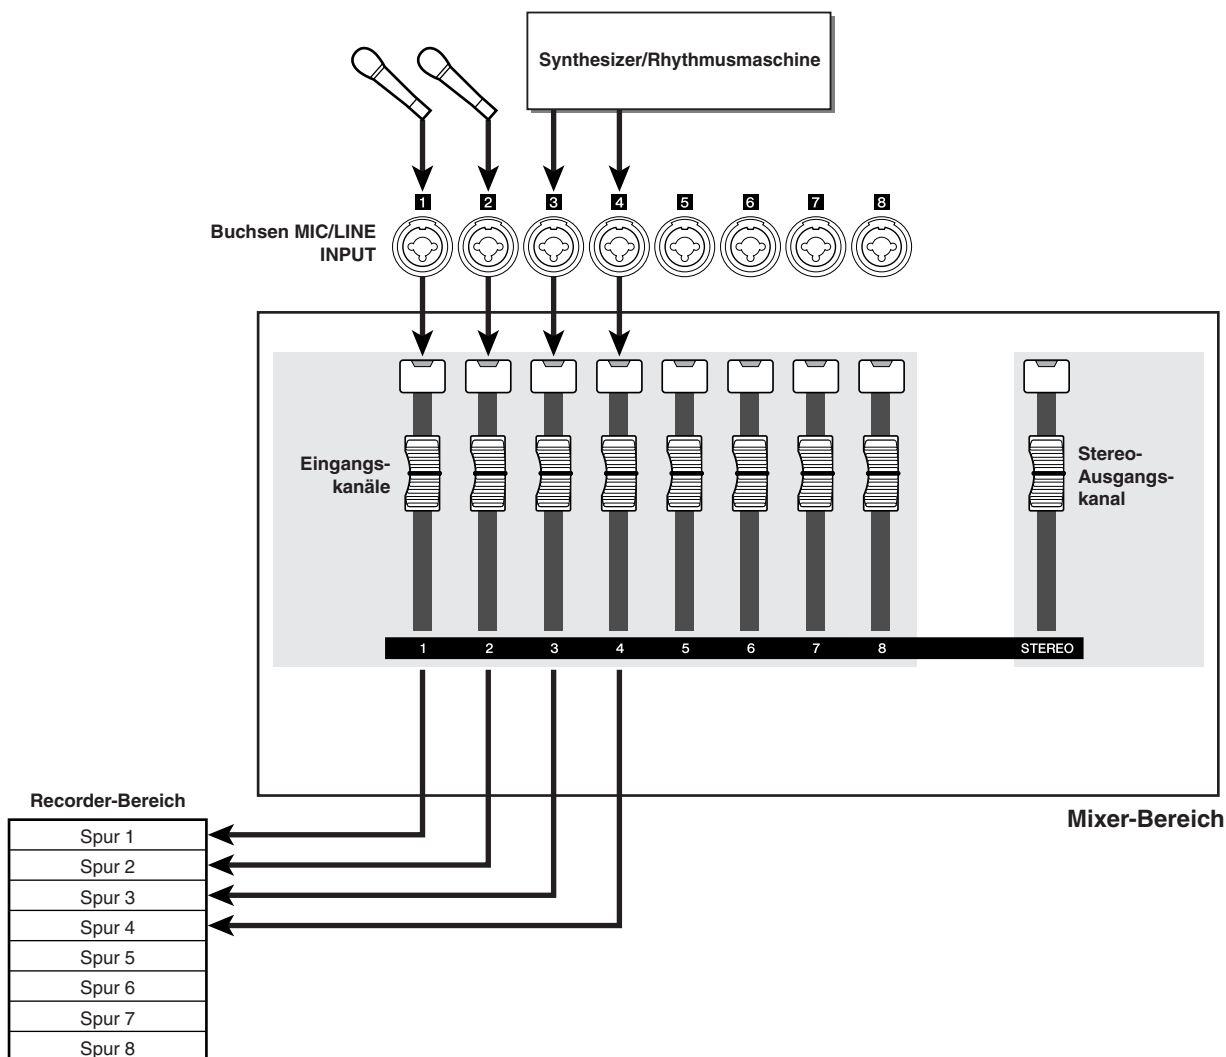 Synthesizer/Rhythmusmaschine
1 2 3 4 5 6 7 8
Buchsen MIC/LINE
INPUT
Eingangs-
kanäle
Stereo-
Ausgangs-
kanal
1 2 3 4 5 6 7 8 STEREO
Mixer-Bereich
Recorder-Bereich
Spur 1
Spur 2
Spur 3
Spur 4
Spur 5
Spur 6
Spur 7
Spur 8